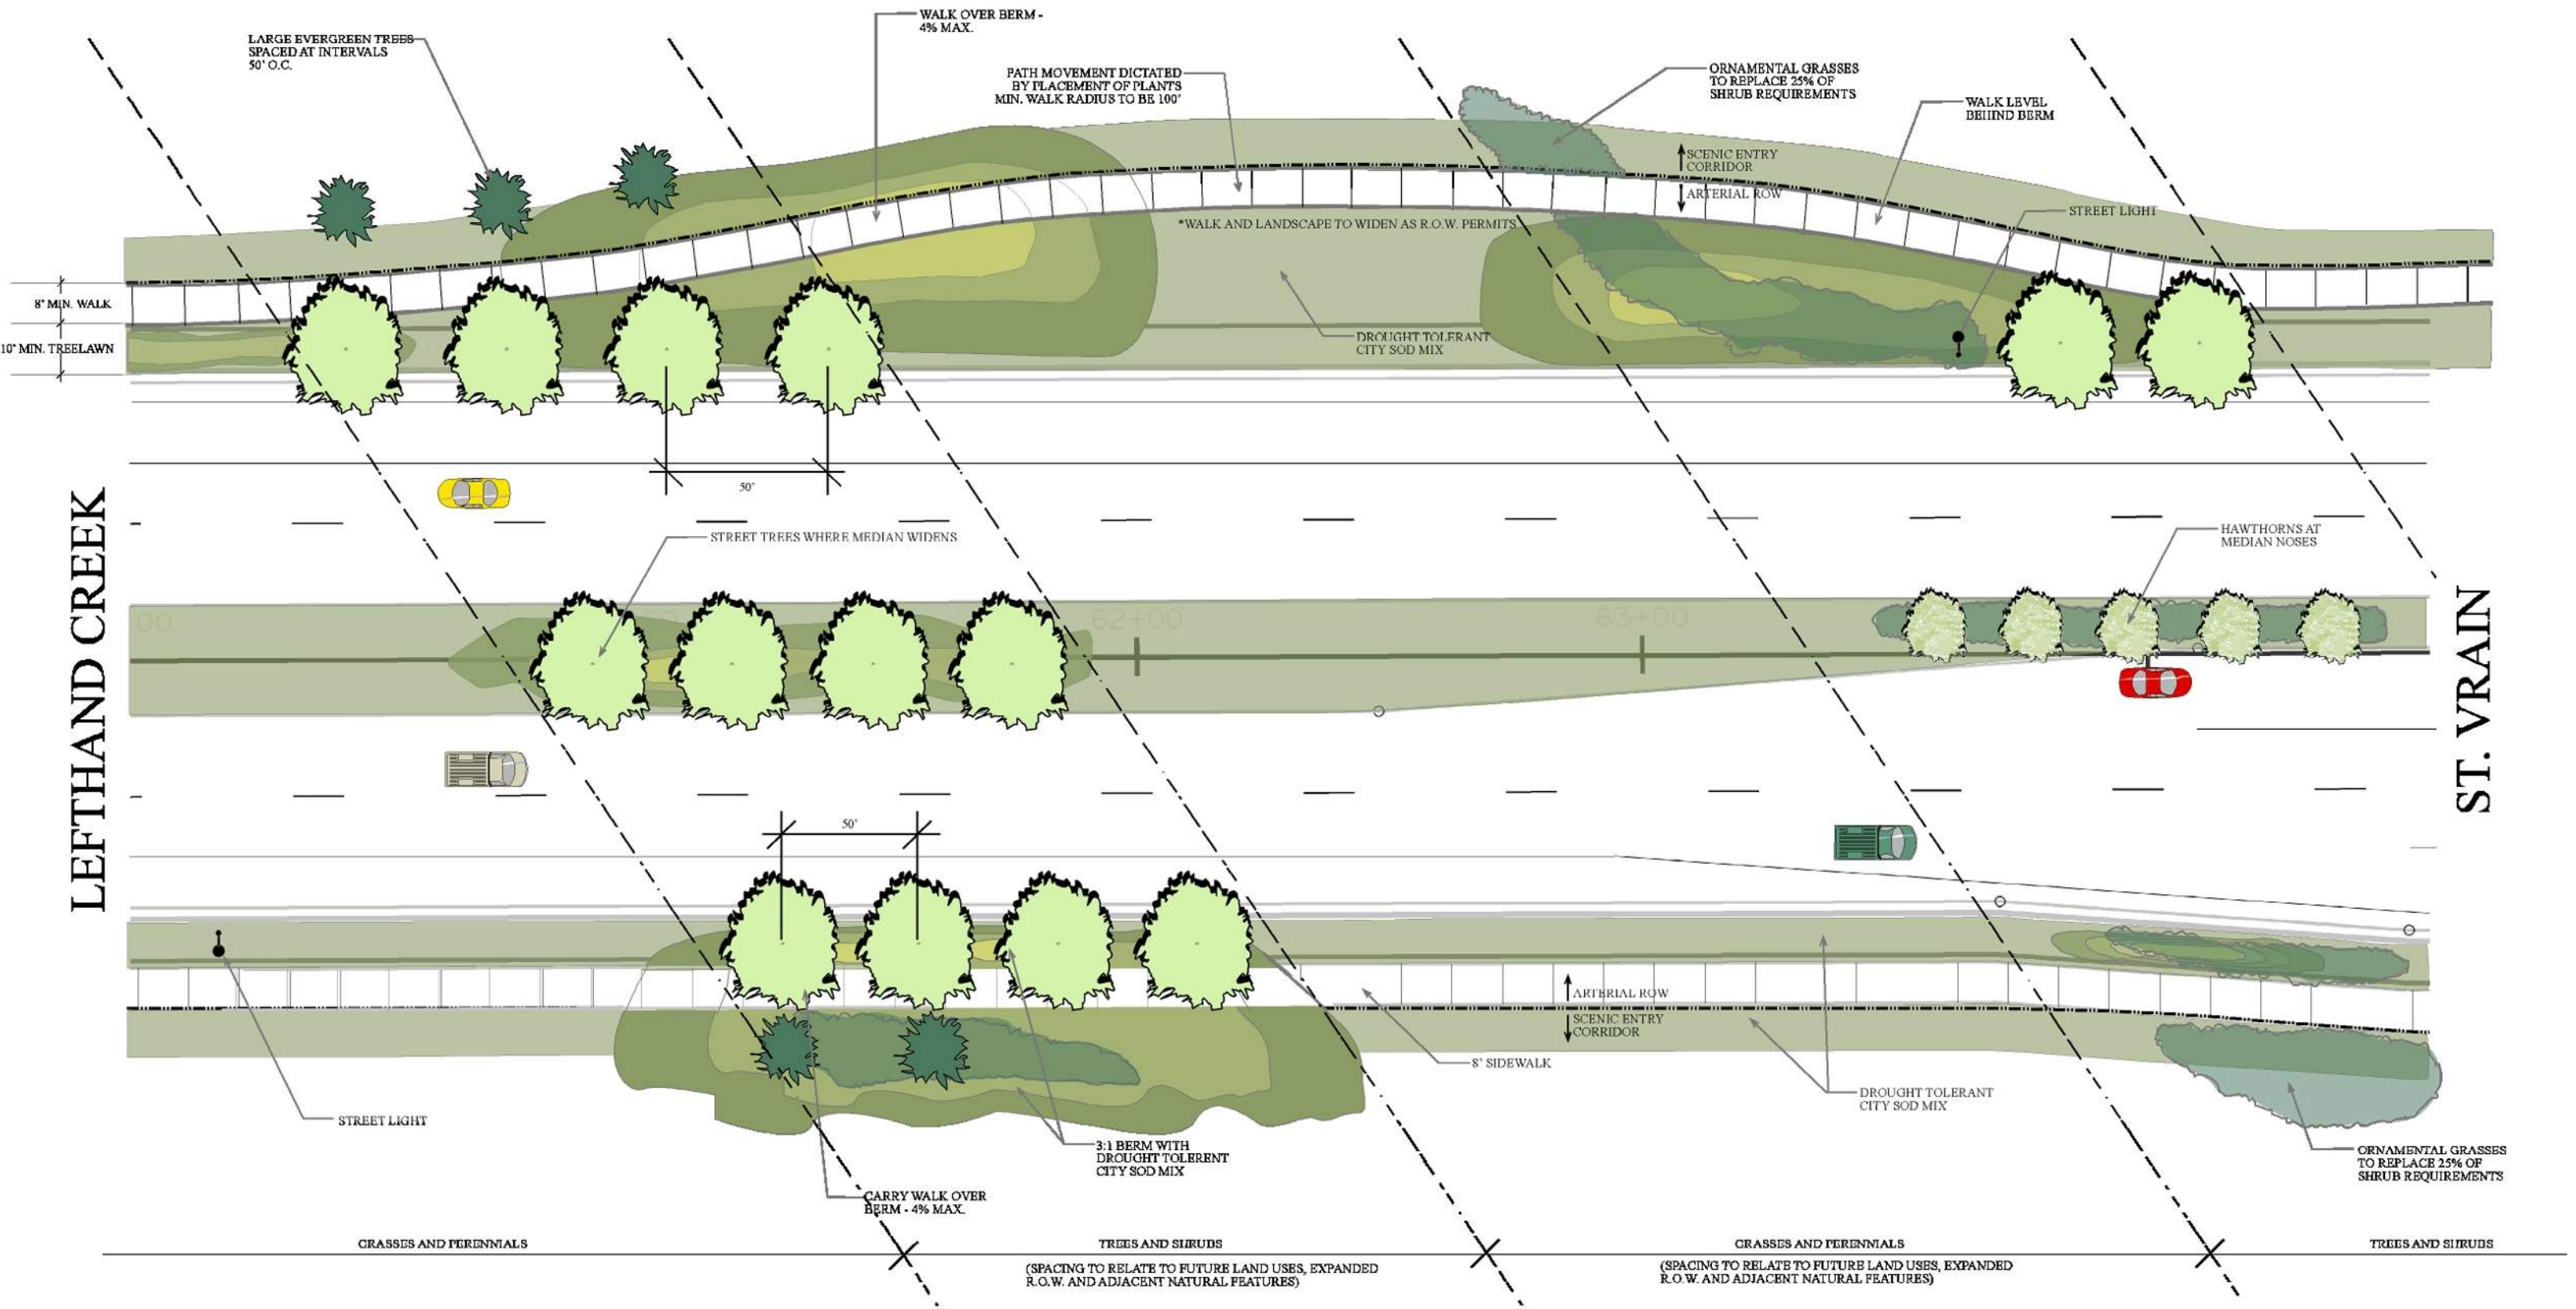 WALK OVER BERM -
4% MAX.
LARGE EVERGREEN TREES
SPACED AT INTERVALS
50' O.C.
PATH MOVEMENT DICTATED
BY PLACEMENT OF PLANTS
MIN. WALK RADIUS TO BE 100'
ORNAMENTAL GRASSES
TO REPLACE 25% OF
SHRUB REQUIREMENTS
WALK LEVEL
BEHIND BERM
SCENIC ENTRY
CORRIDOR
ARTERIAL ROW
STREET LIGHT
*WALK AND LANDSCAPE TO WIDEN AS R.O.W. PERMITS
8' MIN. WALK
10' MIN. TREELAWN
DROUGHT TOLERANT
CITY SOD MIX
50'
LEFTHAND CREEK
STREET TREES WHERE MEDIAN WIDENS
HAWTHORNS AT
MEDIAN NOSES
00
62+00
63+00
ST. VRAIN
50'
ARTERIAL ROW
SCENIC ENTRY
CORRIDOR
8' SIDEWALK
DROUGHT TOLERANT
CITY SOD MIX
STREET LIGHT
3:1 BERM WITH
DROUGHT TOLERENT
CITY SOD MIX
ORNAMENTAL GRASSES
TO REPLACE 25% OF
SHRUB REQUIREMENTS
CARRY WALK OVER
BERM - 4% MAX.
GRASSES AND PERENNIALS
TREES AND SHRUBS
GRASSES AND PERENNIALS
TREES AND SHRUBS
(SPACING TO RELATE TO FUTURE LAND USES, EXPANDED
R.O.W. AND ADJACENT NATURAL FEATURES)
(SPACING TO RELATE TO FUTURE LAND USES, EXPANDED
R.O.W. AND ADJACENT NATURAL FEATURES)